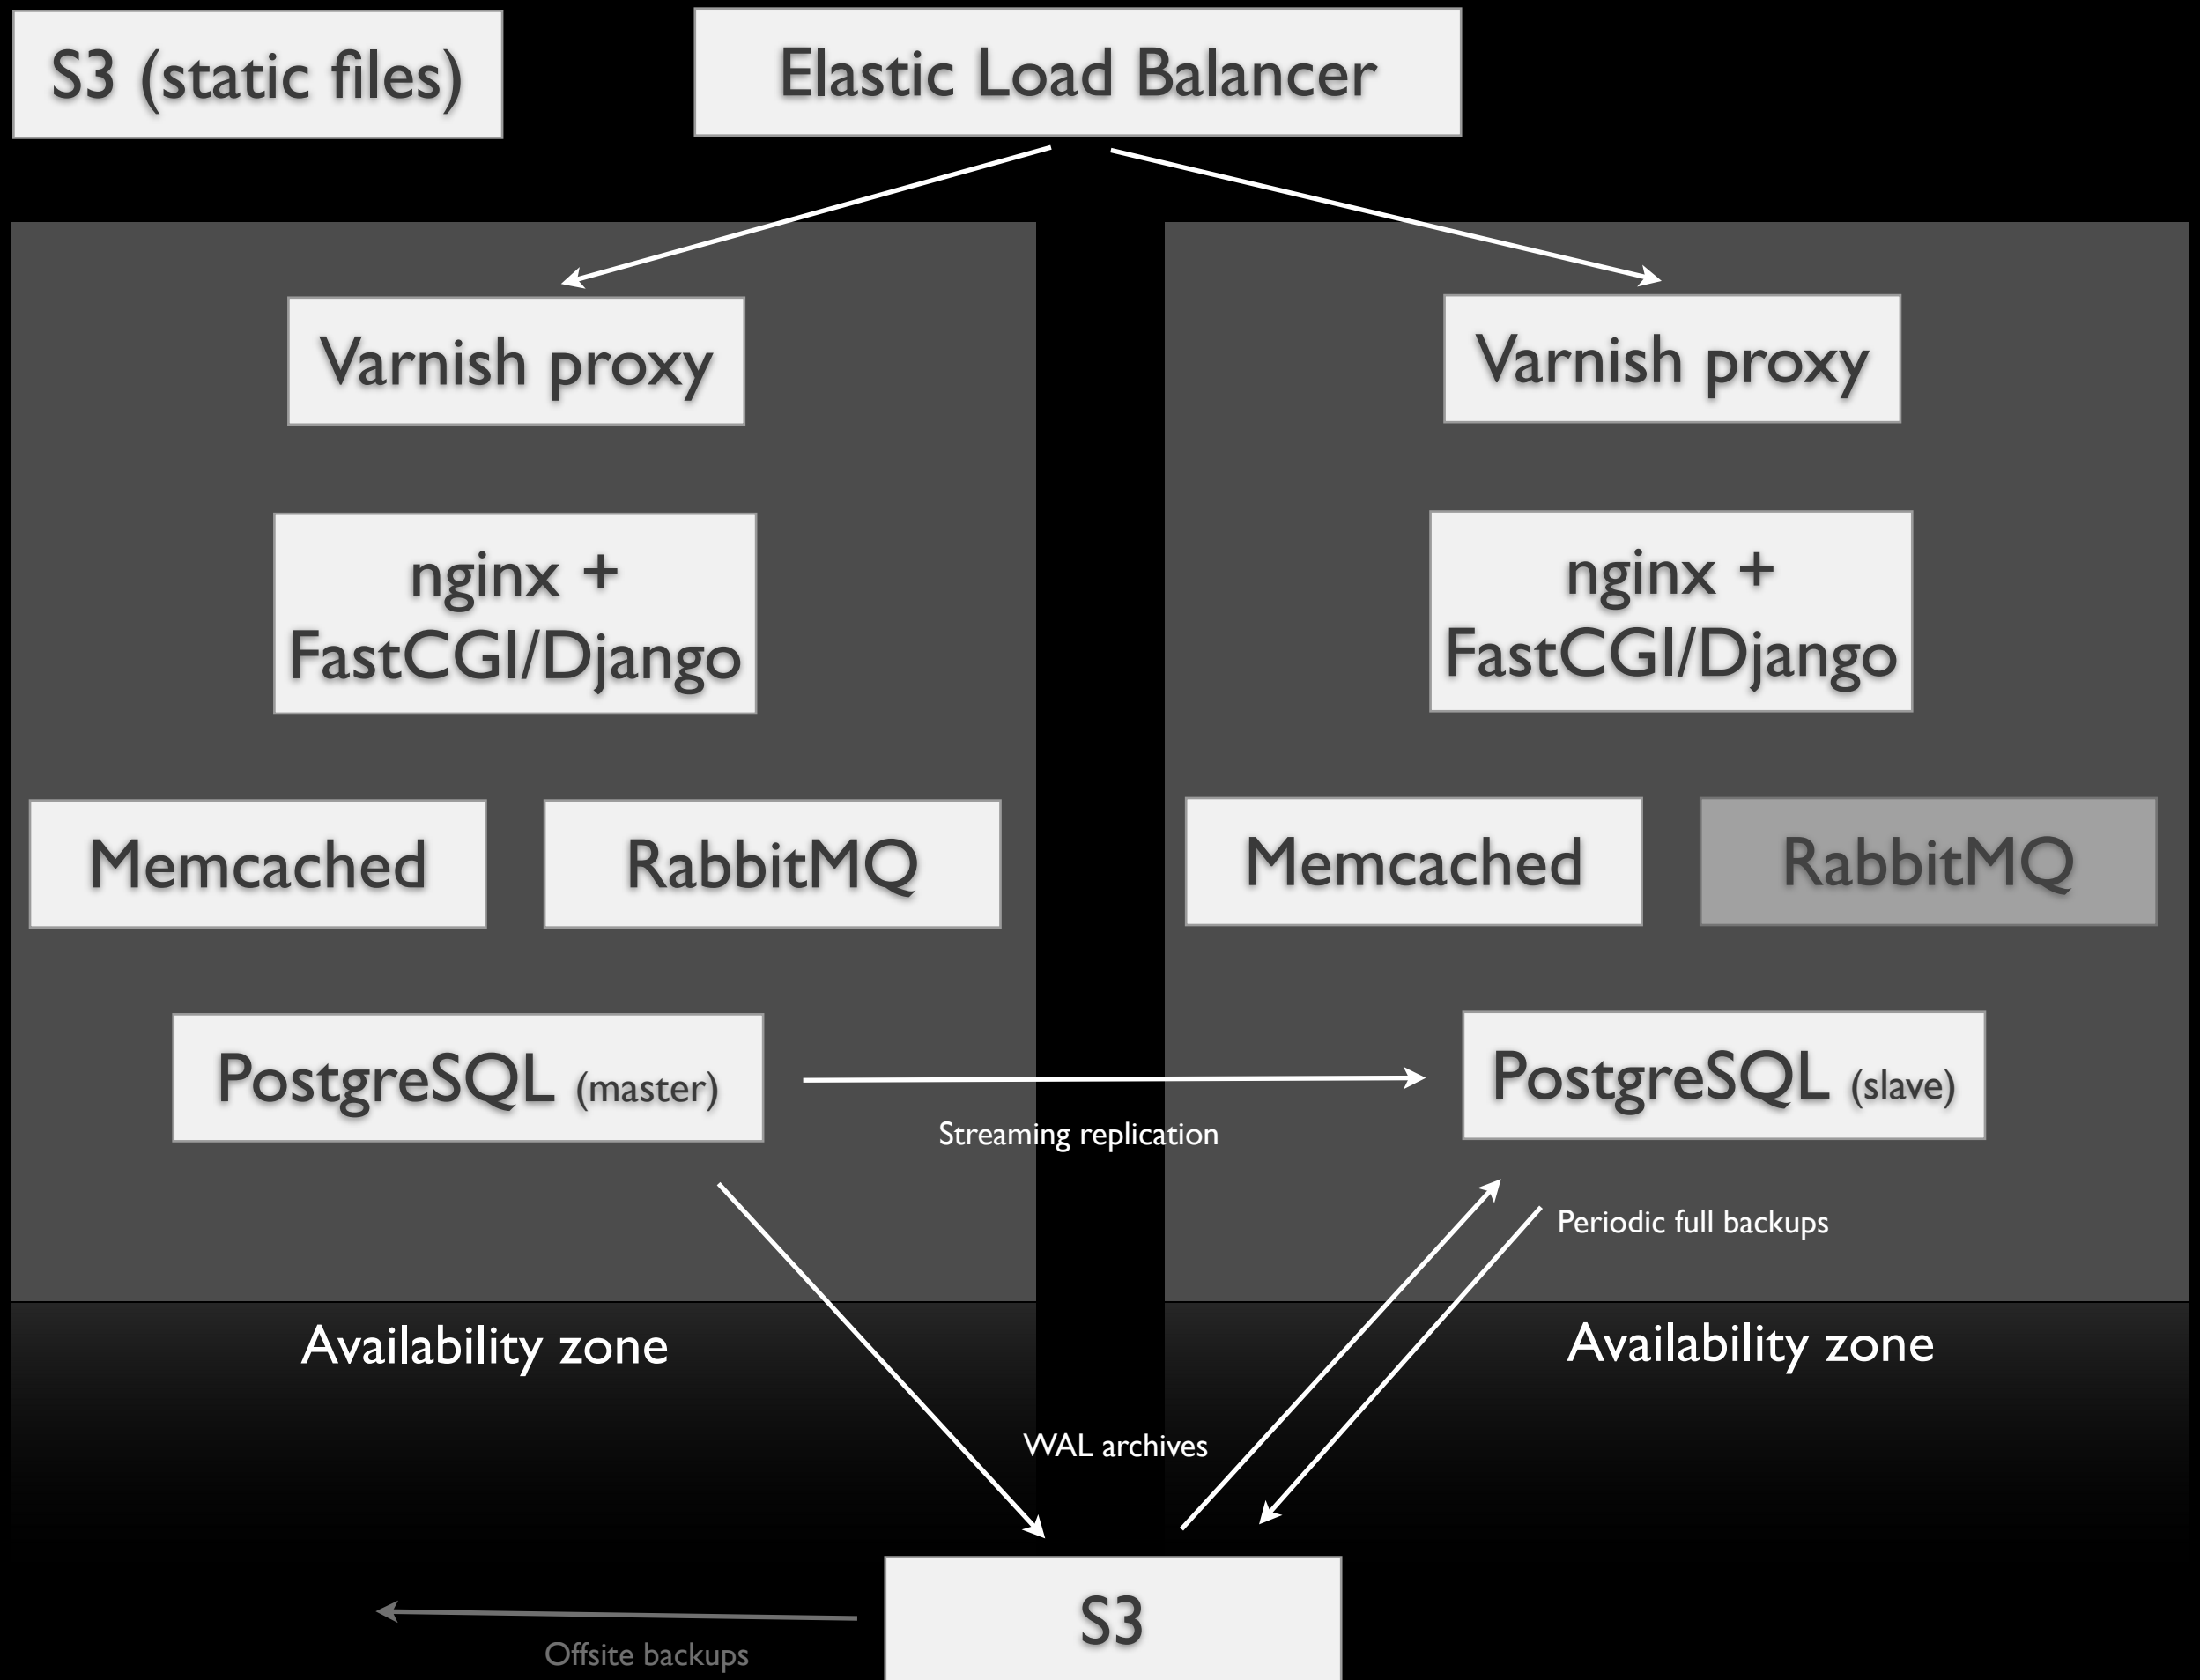 S3 (static files)
Elastic Load Balancer
Varnish proxy
Varnish proxy
nginx +
FastCGI/Django
nginx +
FastCGI/Django
Memcached
RabbitMQ
Memcached
RabbitMQ
PostgreSQL (master)
Streaming replication
PostgreSQL (slave)
Periodic full backups
Availability zone
Availability zone
WAL archives
S3
Offsite backups